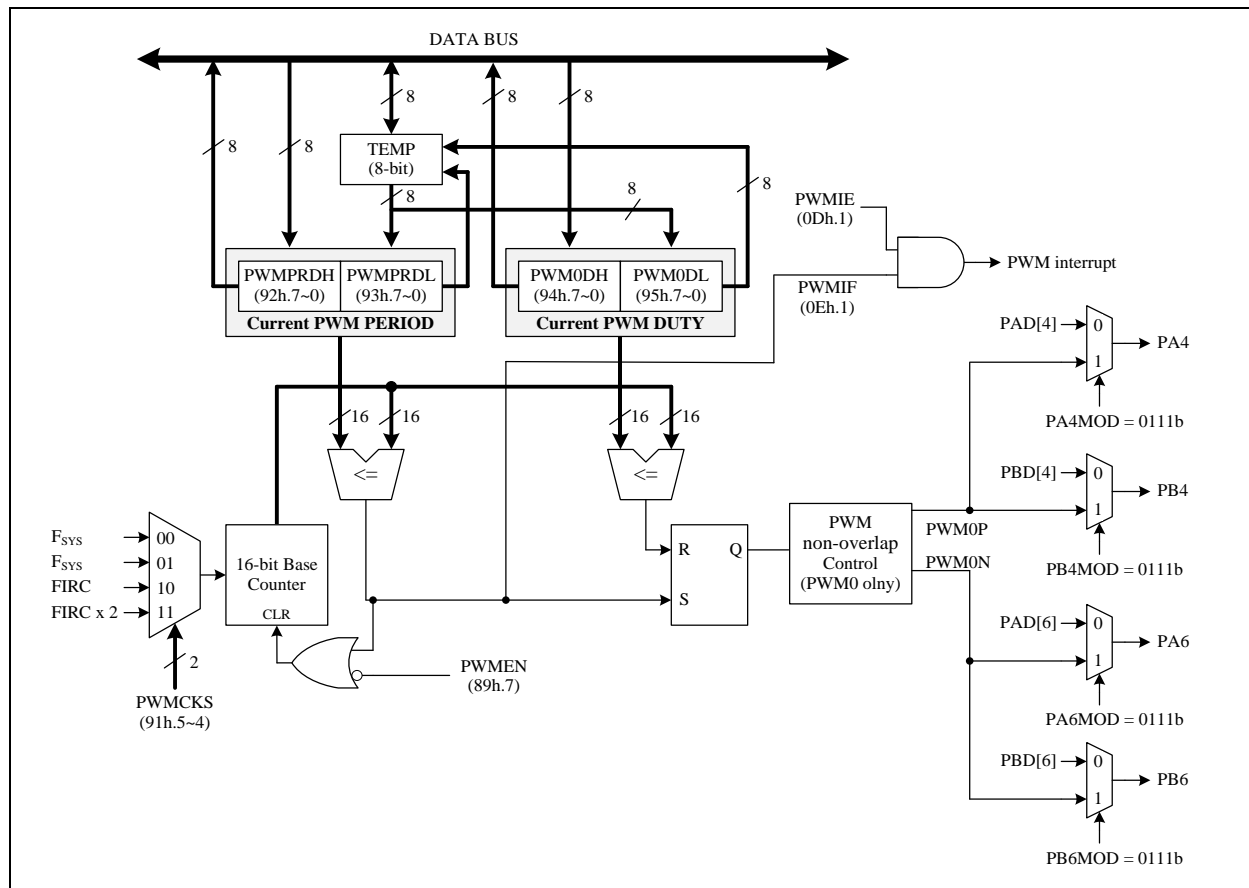 DATA BUS
8
8
8
8
8
TEMP
(8-bit)
8
8
8
8
PWMPRDH
(92h.7~0)
PWMPRDL
(93h.7~0)
Current PWM PERIOD
PWM0DH
(94h.7~0)
PWM0DL
(95h.7~0)
Current PWM DUTY
PWMIE
(0Dh.1)
PWMIF
(0Eh.1)
PWM interrupt
16
16
16
16
<=
<=
FSYS
FSYS
FIRC
FIRC x 2
00
01
10
11
2
PWMCKS
(91h.5~4)
16-bit Base
Counter
CLR
PWMEN
(89h.7)
R
S
Q
PWM
non-overlap
Control
(PWM0 olny)
PWM0P
PWM0N
PAD[4]
0
1
PA4
PA4MOD = 0111b
PBD[4]
0
1
PB4
PB4MOD = 0111b
PAD[6]
0
1
PA6
PA6MOD = 0111b
PBD[6]
0
1
PB6
PB6MOD = 0111b